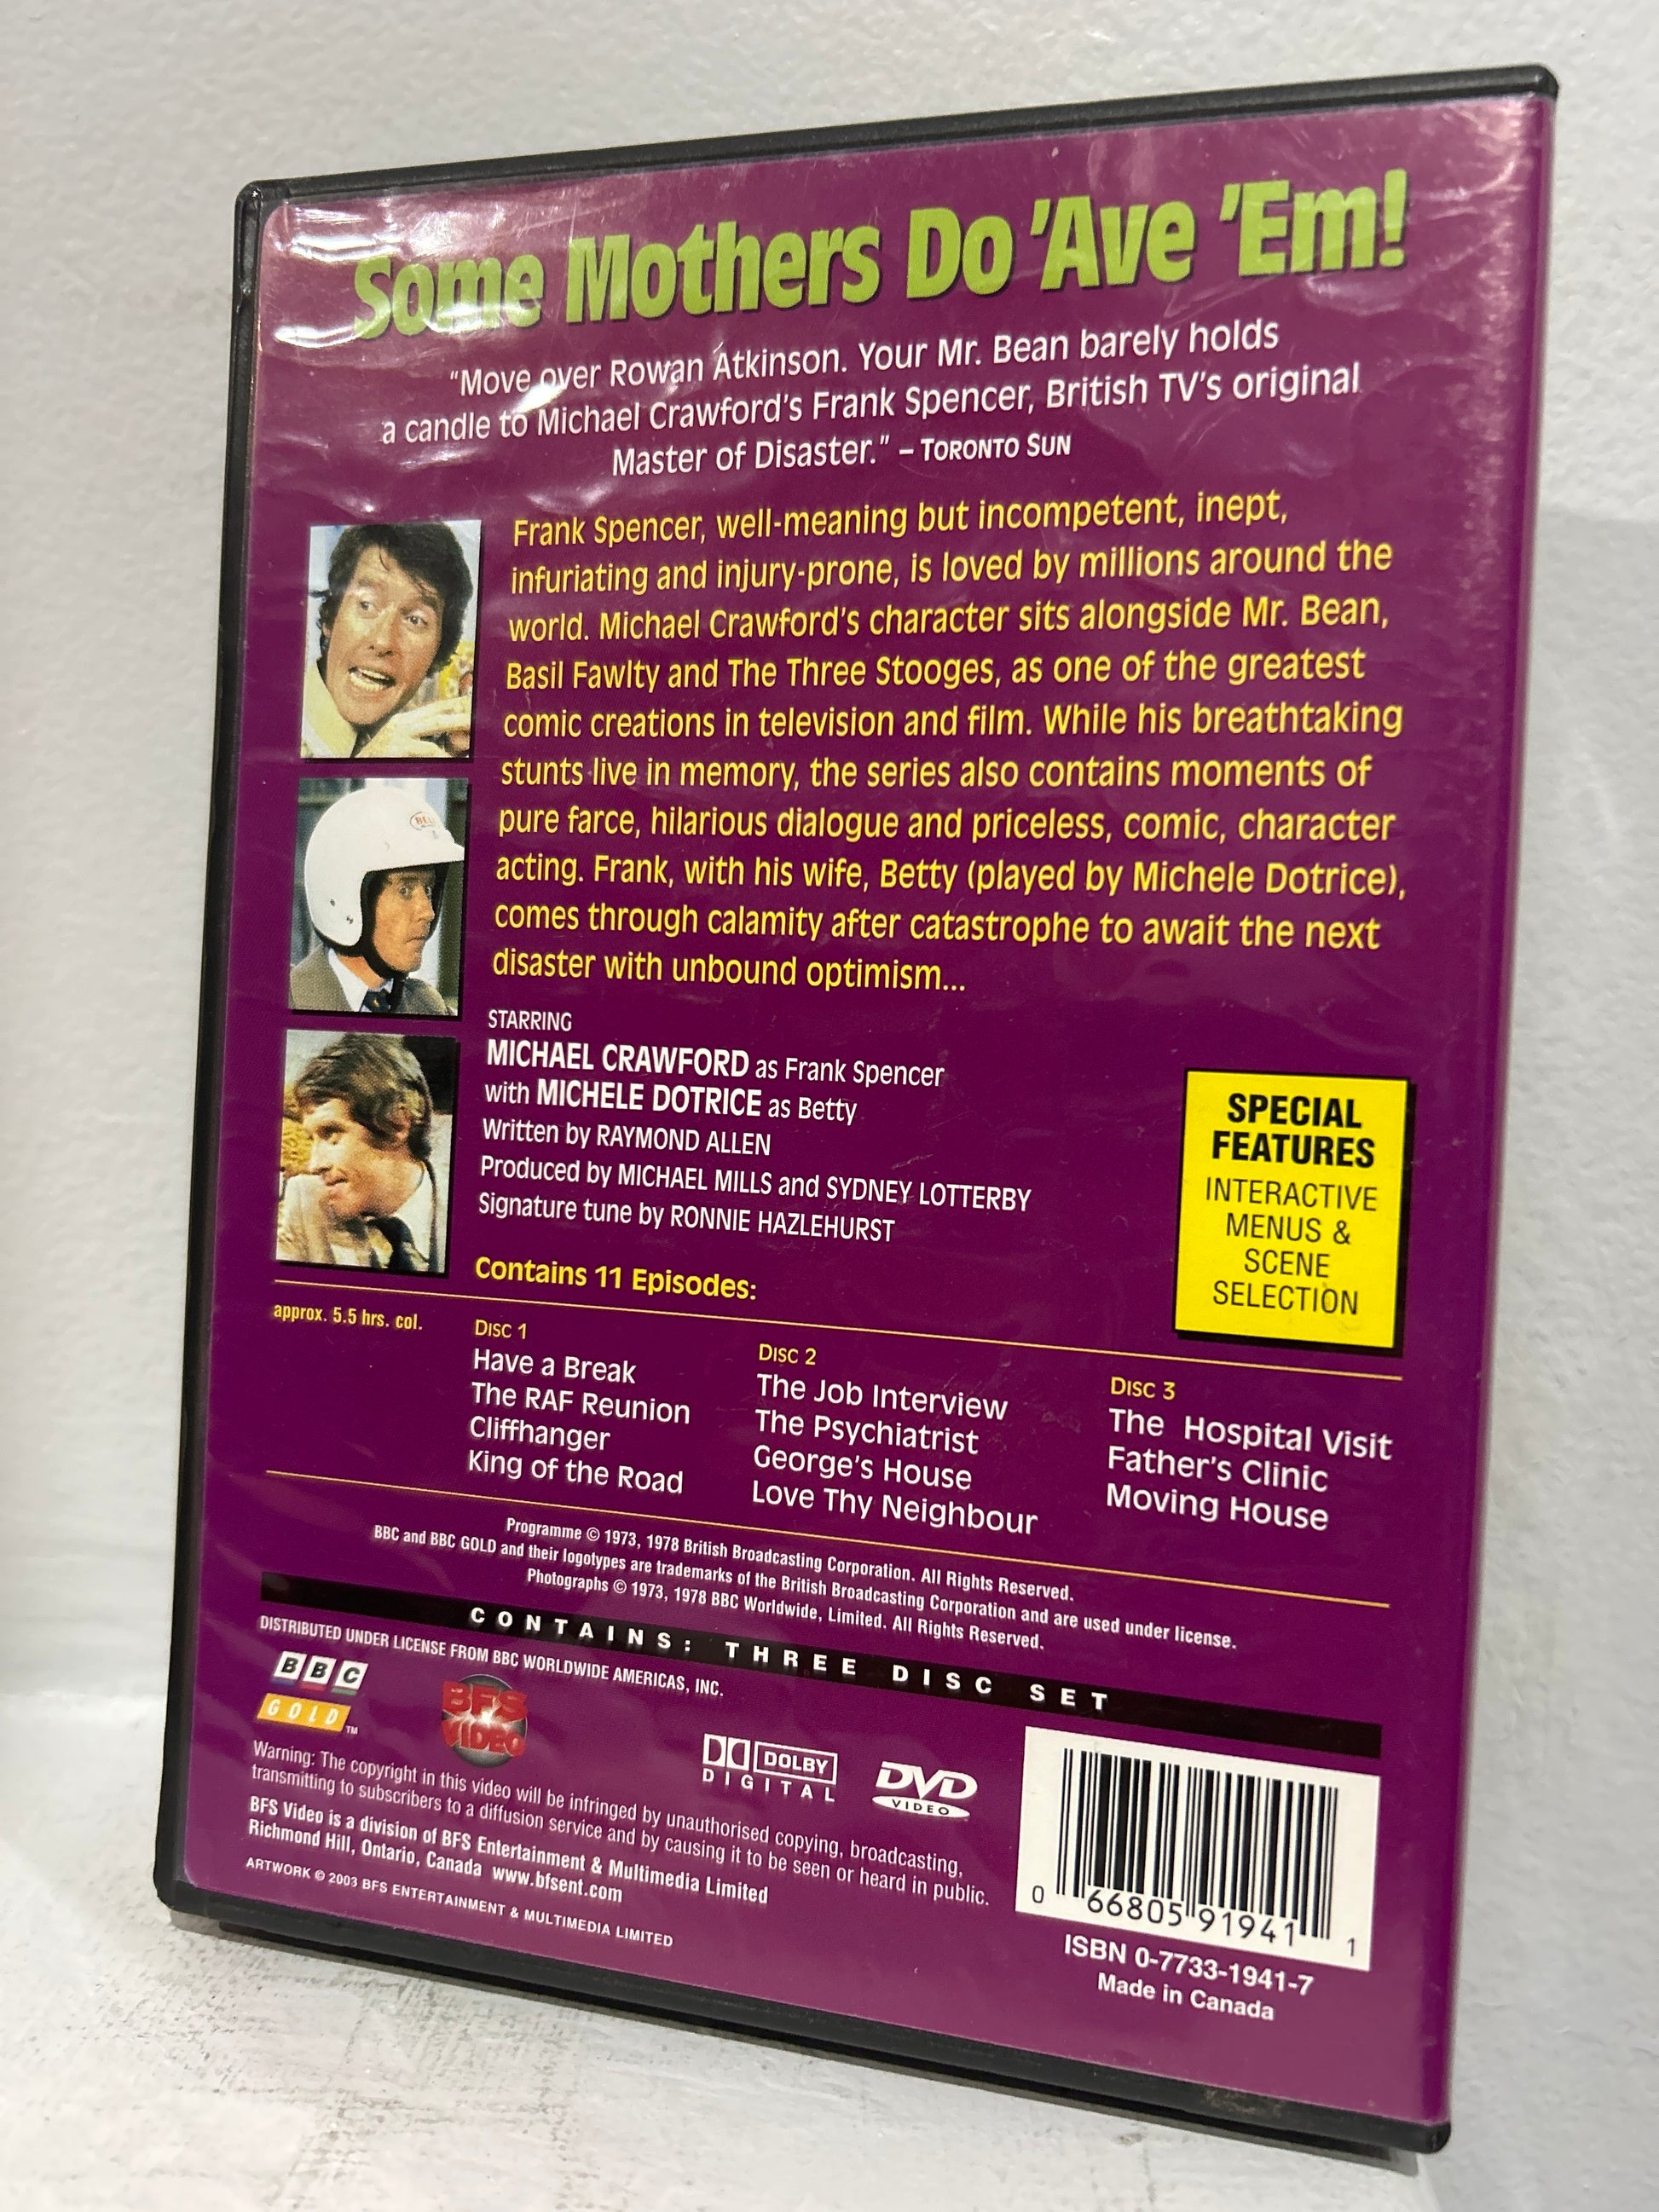 Some Mothers Do 'Ave 'Em!
"Move over Rowan Atkinson. Your Mr. Bean barely holds
a candle to Michael Crawford's Frank Spencer, British TV's original
Master of Disaster." – TORONTO SUN
Frank Spencer, well-meaning but incompetent, inept,
infuriating and injury-prone, is loved by millions around the
world. Michael Crawford's character sits alongside Mr. Bean,
Basil Fawlty and The Three Stooges, as one of the greatest
comic creations in television and film. While his breathtaking
stunts live in memory, the series also contains moments of
pure farce, hilarious dialogue and priceless, comic, character
acting. Frank, with his wife, Betty (played by Michele Dotrice),
comes through calamity after catastrophe to await the next
disaster with unbound optimism...
STARRING
MICHAEL CRAWFORD as Frank Spencer
with MICHELE DOTRICE as Betty
Written by RAYMOND ALLEN
Produced by MICHAEL MILLS and SYDNEY LOTTERBY
Signature tune by RONNIE HAZLEHURST
SPECIAL
FEATURES
INTERACTIVE
MENUS &
SCENE
SELECTION
Contains 11 Episodes:
approx. 5.5 hrs. col.
DISC 1
Have a Break
The RAF Reunion
Cliffhanger
King of the Road
DISC 2
The Job Interview
The Psychiatrist
George's House
Love Thy Neighbour
DISC 3
The Hospital Visit
Father's Clinic
Moving House
Programme © 1973, 1978 British Broadcasting Corporation. All Rights Reserved.
BBC and BBC GOLD and their logotypes are trademarks of the British Broadcasting Corporation and are used under license.
Photographs © 1973, 1978 BBC Worldwide, Limited. All Rights Reserved.
CONTAINS: THREE DISC SET
DISTRIBUTED UNDER LICENSE FROM BBC WORLDWIDE AMERICAS, INC.
BBC
GOLD TM
BFS
VIDEO
DOLBY
DIGITAL
DVD
VIDEO
Warning: The copyright in this video will be infringed by unauthorised copying, broadcasting,
transmitting to subscribers to a diffusion service and by causing it to be seen or heard in public.
BFS Video is a division of BFS Entertainment & Multimedia Limited
Richmond Hill, Ontario, Canada www.bfsent.com
ARTWORK © 2003 BFS ENTERTAINMENT & MULTIMEDIA LIMITED
0 66805 91941 1
ISBN 0-7733-1941-7
Made in Canada